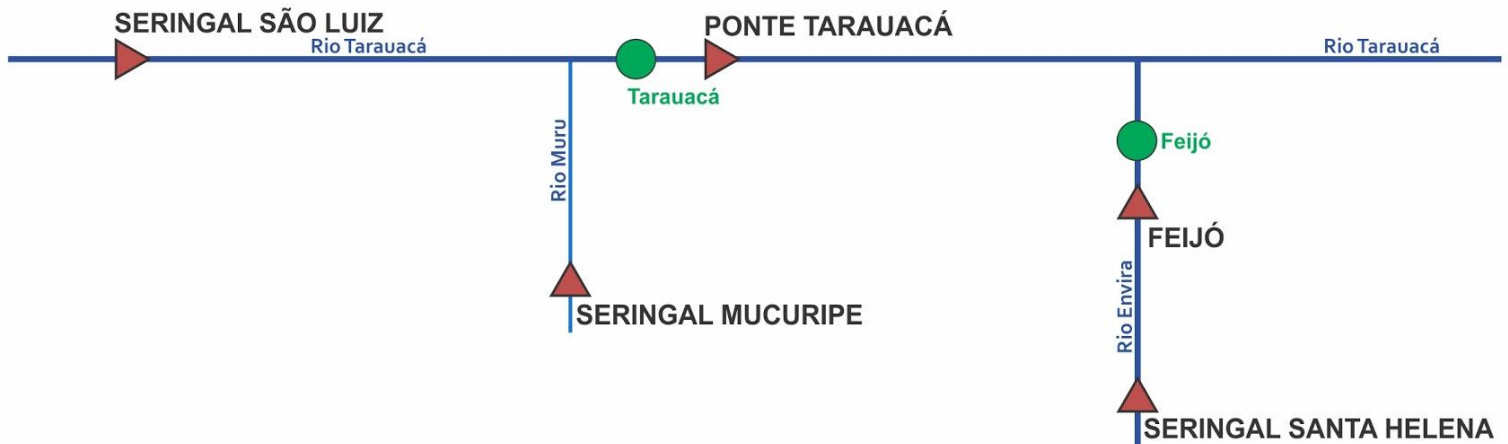 SERINGAL SÃO LUIZ
Rio Tarauacá
PONTE TARAUACÁ
Rio Tarauacá
Tarauacá
Rio Muru
Feijó
FEIJÓ
SERINGAL MUCURIPE
Rio Envira
SERINGAL SANTA HELENA